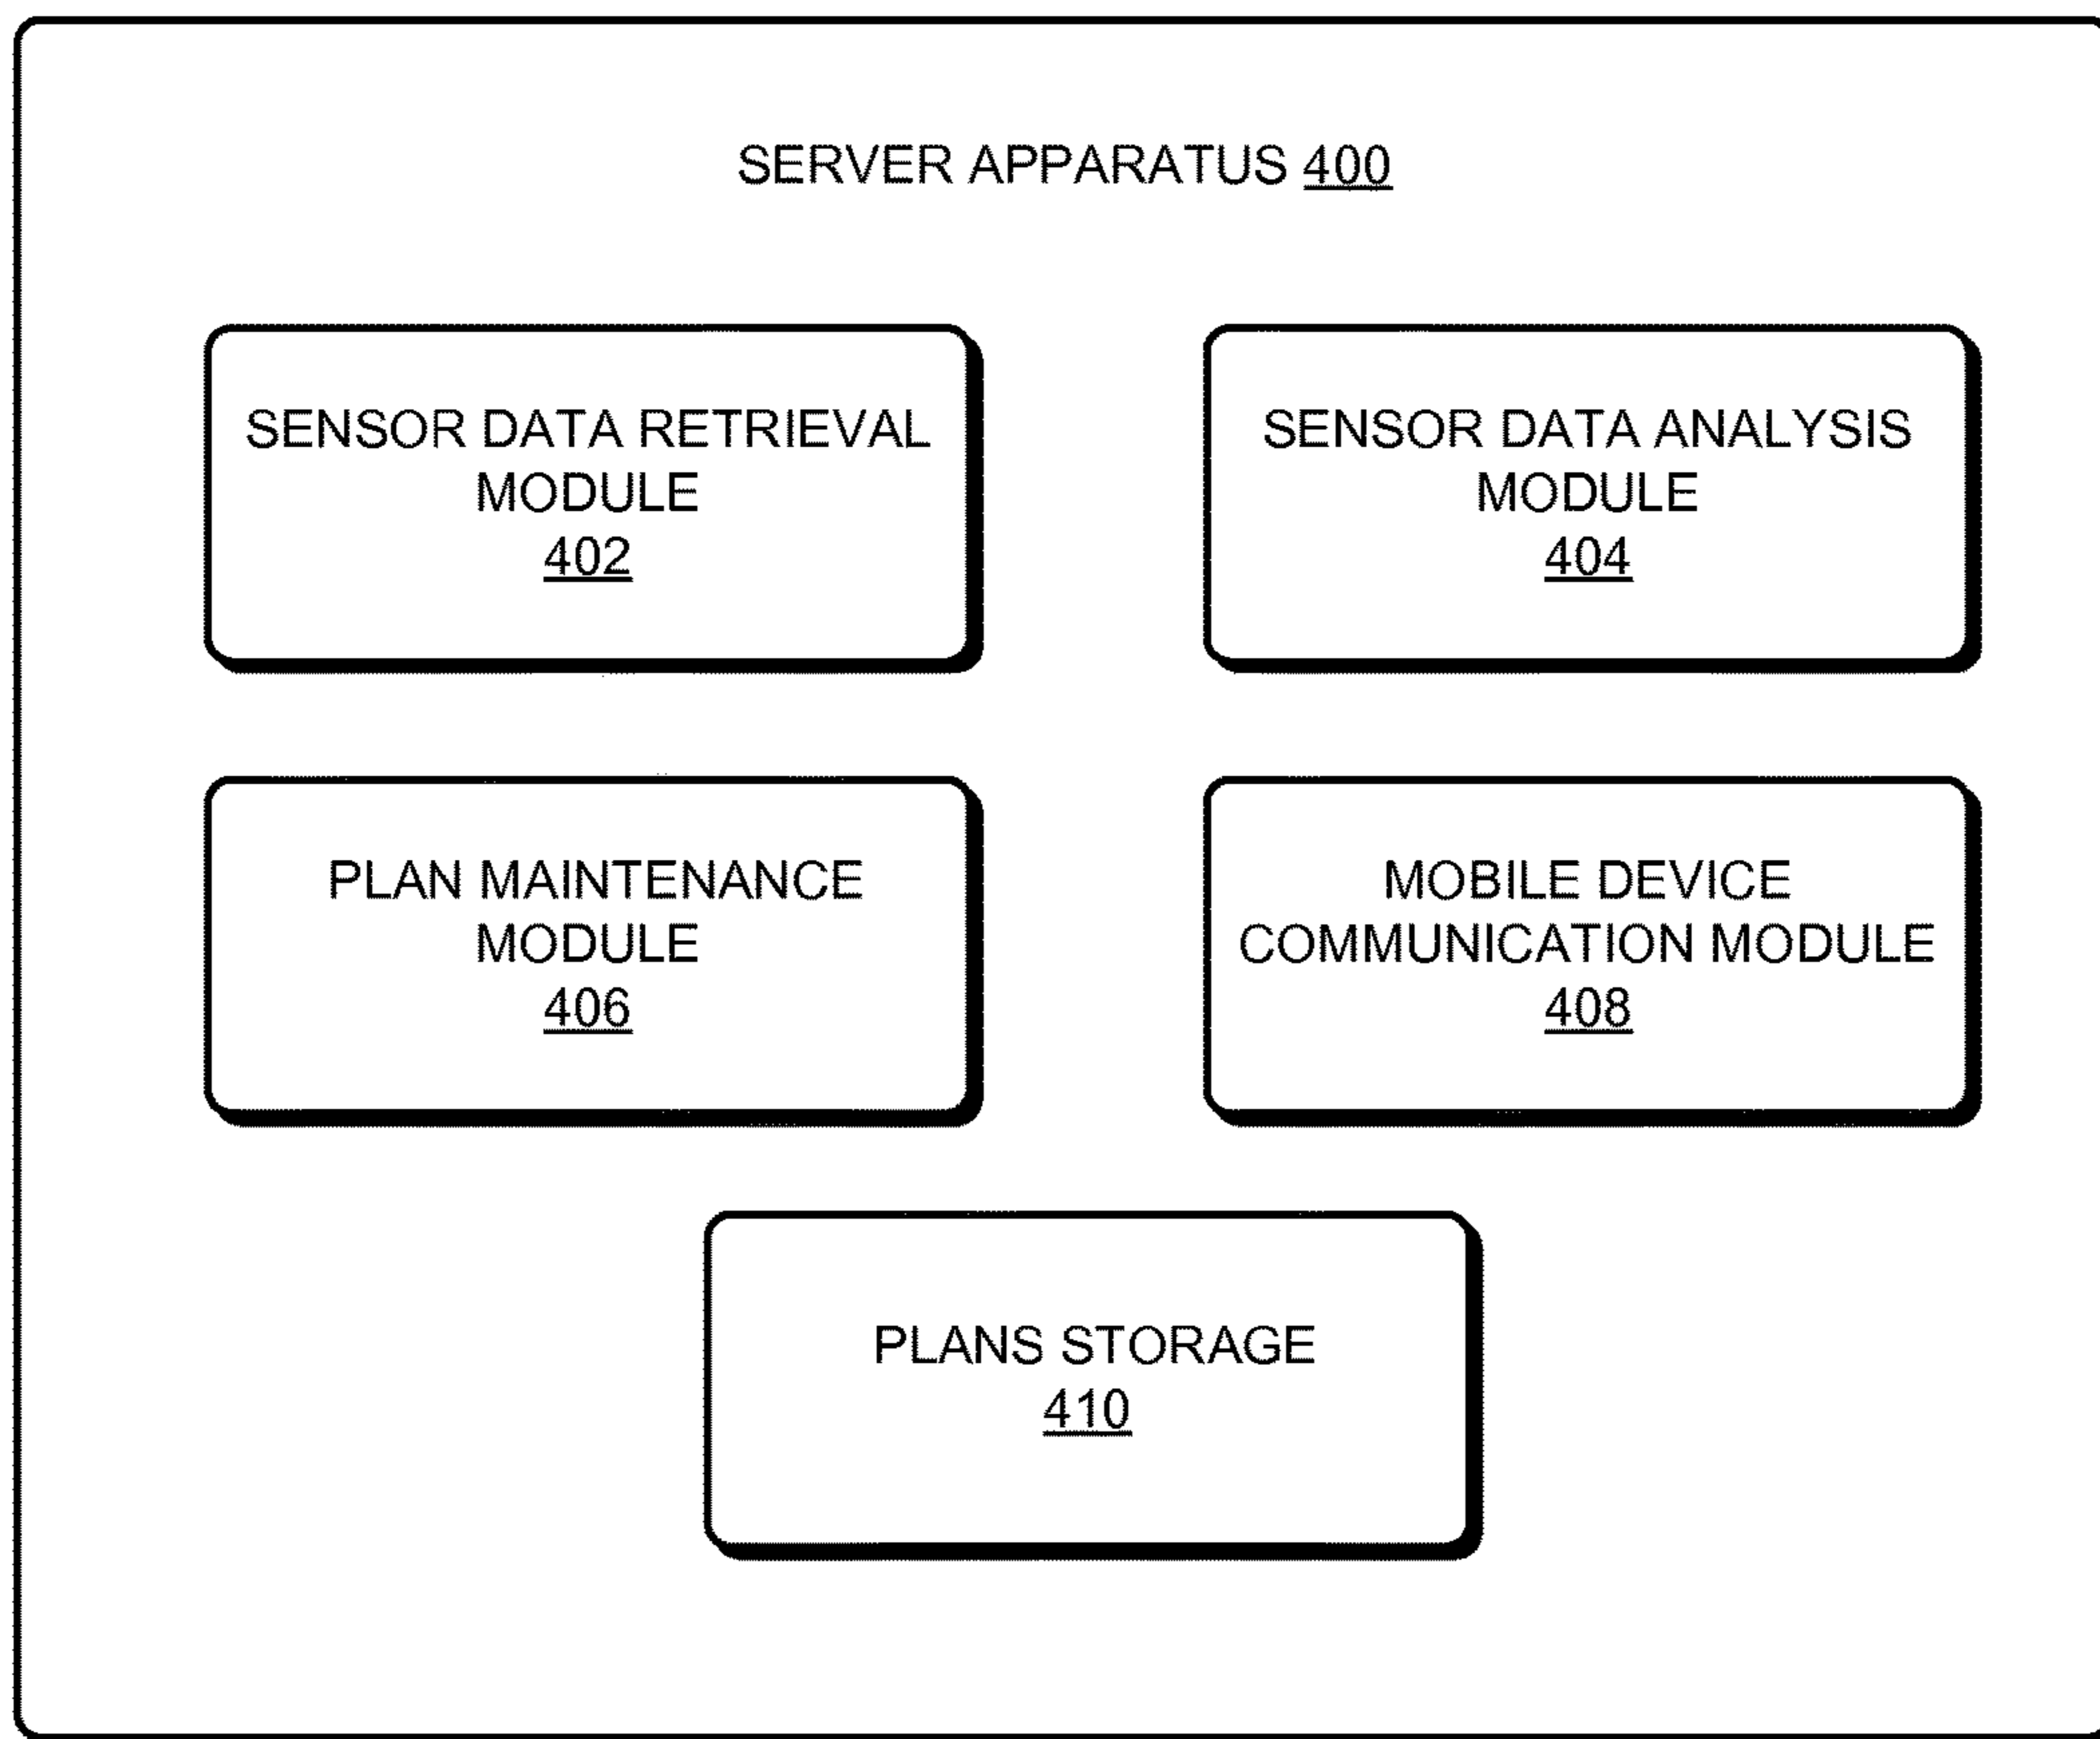 SERVER APPARATUS 400
SENSOR DATA RETRIEVAL
MODULE
402
SENSOR DATA ANALYSIS
MODULE
404
PLAN MAINTENANCE
MODULE
406
MOBILE DEVICE
COMMUNICATION MODULE
408
PLANS STORAGE
410